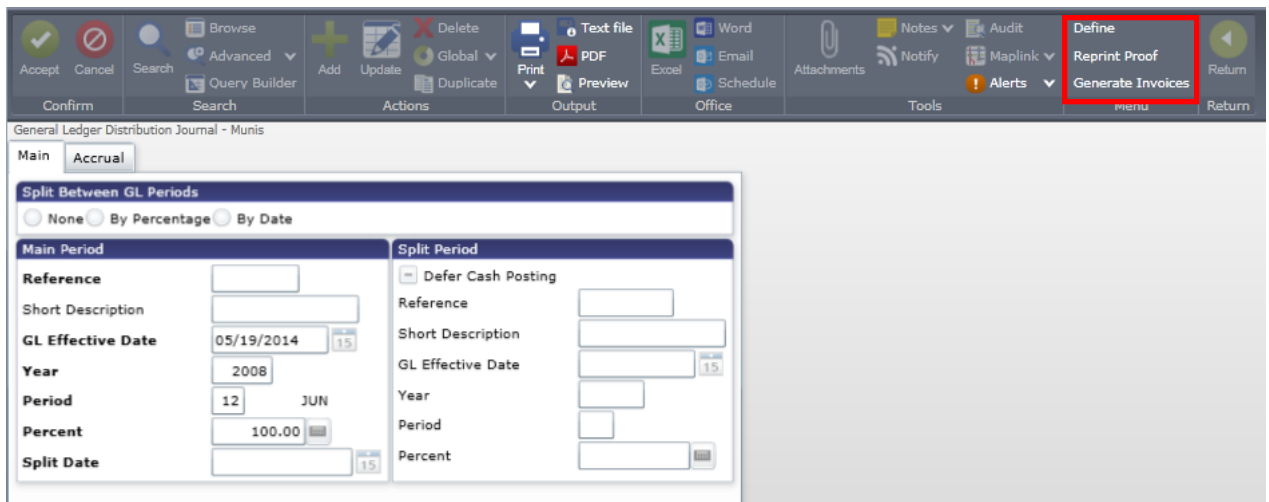 Browse Delete Text file Word Notes Audit Define
Accept Cancel Search Advanced Add Update Global Print PDF Excel Email Attachments Notify Maplink Reprint Proof Return
Query Builder Duplicate Preview Schedule Alerts Generate Invoices
Confirm Search Actions Output Office Tools Menu Return
General Ledger Distribution Journal - Munis
Main Accrual
Split Between GL Periods
None By Percentage By Date
Main Period
Reference
Short Description
GL Effective Date 05/19/2014 15
Year 2008
Period 12 JUN
Percent 100.00
Split Date 15
Split Period
Defer Cash Posting
Reference
Short Description
GL Effective Date 15
Year
Period
Percent